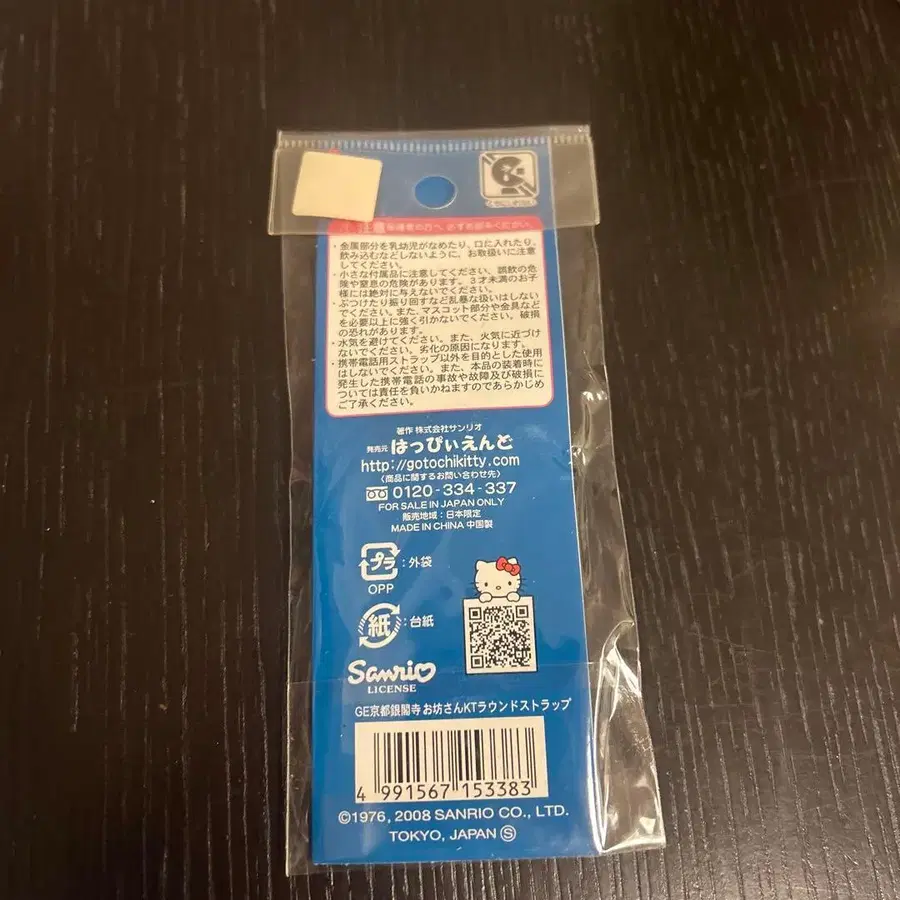 注意 保護者の方へ 必ずお読みください。
・金属部分を乳幼児がなめたり、口に入れたり、
飲み込むなどしないように、お取扱いに注意
してください。
・小さな付属品に注意してください、誤飲の危
険や窒息の危険があります。3才未満のお子
様には絶対に与えないでください。
・ぶつけたり振り回すなど乱暴な扱いはしない
でください。また、マスコット部分や金具など
を必要以上に強く引かないでください。破損
の恐れがあります。
・水気を避けてください。また、火気に近づけ
ないでください。劣化の原因になります。
・携帯電話用ストラップ以外を目的とした使用
はしないでください。また、本品の装着時に
発生した携帯電話の事故や故障及び破損に
ついては責任を負いかねますのであらかじめ
ご了承ください。
著作 株式会社サンリオ
発売元 はっぴぃえんど
http://gotochikitty.com
〈商品に関するお問い合わせ先〉
0120-334-337
FOR SALE IN JAPAN ONLY
販売地域:日本限定
MADE IN CHINA 中国製
プラ :外袋
OPP
紙 :台紙
Sanrio
LICENSE
GE京都銀閣寺 お坊さんKTラウンドストラップ
4 991567 153383
©1976, 2008 SANRIO CO., LTD.
TOKYO, JAPAN Ⓢ